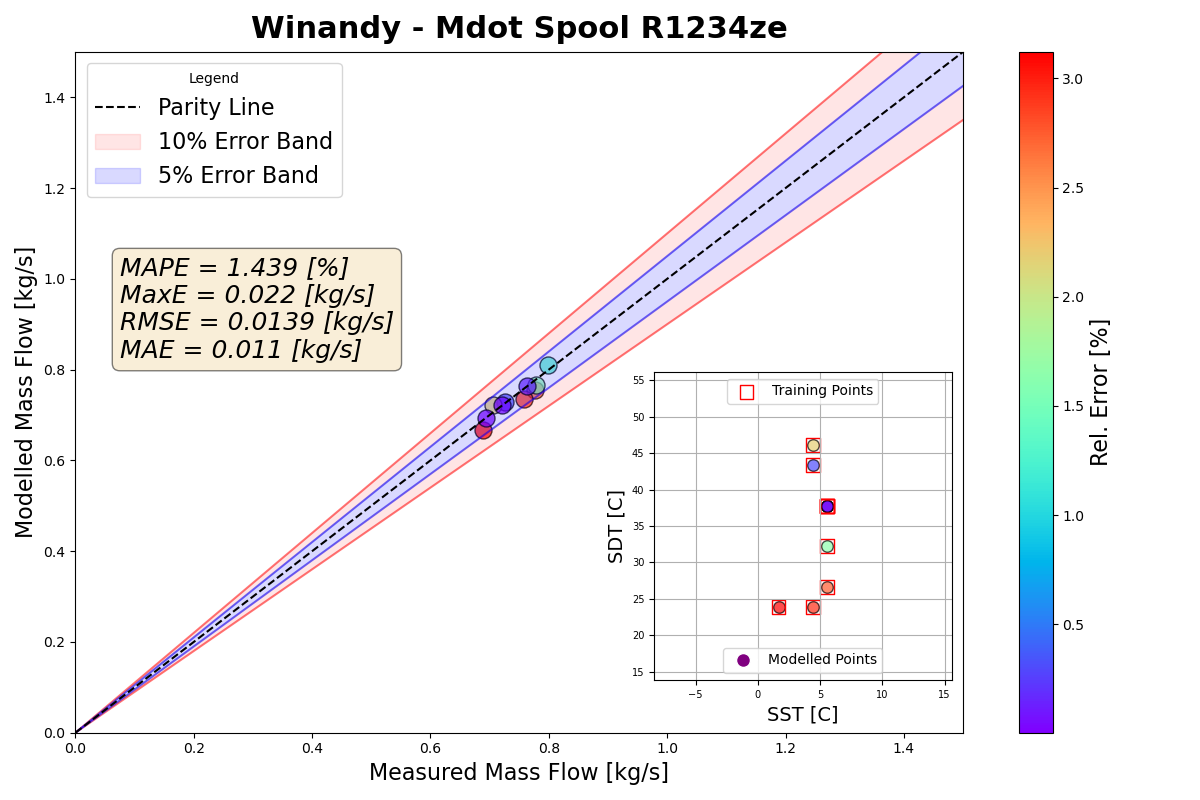 Winandy - Mdot Spool R1234ze
Legend
Parity Line
10% Error Band
5% Error Band
MAPE = 1.439 [%]
MaxE = 0.022 [kg/s]
RMSE = 0.0139 [kg/s]
MAE = 0.011 [kg/s]
Modelled Mass Flow [kg/s]
1.4
1.2
1.0
0.8
0.6
0.4
0.2
0.0
0.0
0.2
0.4
0.6
0.8
1.0
1.2
1.4
Measured Mass Flow [kg/s]
Training Points
Modelled Points
SDT [C]
55
50
45
40
35
30
25
20
15
−5
0
5
10
15
SST [C]
3.0
2.5
2.0
1.5
1.0
0.5
Rel. Error [%]